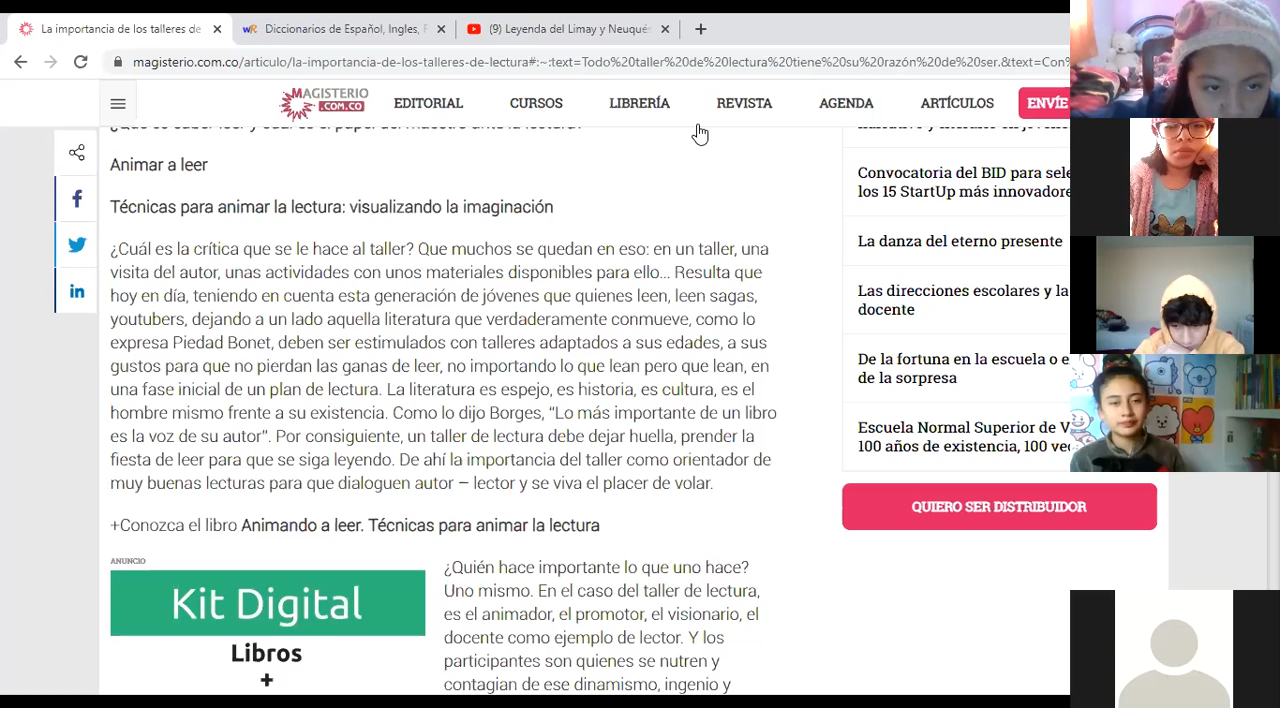 La importancia de los talleres de
Diccionarios de Español, Ingles, F
(9) Leyenda del Limay y Neuqué
magisterio.com.co/articulo/la-importancia-de-los-talleres-de-lectura#:~:text=Todo%20taller%20de%20lectura%20tiene%20su%20razón%20de%20ser.&text=Con%
MAGISTERIO
.COM.CO
EDITORIAL
CURSOS
LIBRERÍA
REVISTA
AGENDA
ARTÍCULOS
ENVÍE
Animar a leer
Técnicas para animar la lectura: visualizando la imaginación
¿Cuál es la crítica que se le hace al taller? Que muchos se quedan en eso: en un taller, una
visita del autor, unas actividades con unos materiales disponibles para ello... Resulta que
hoy en día, teniendo en cuenta esta generación de jóvenes que quienes leen, leen sagas,
youtubers, dejando a un lado aquella literatura que verdaderamente conmueve, como lo
expresa Piedad Bonet, deben ser estimulados con talleres adaptados a sus edades, a sus
gustos para que no pierdan las ganas de leer, no importando lo que lean pero que lean, en
una fase inicial de un plan de lectura. La literatura es espejo, es historia, es cultura, es el
hombre mismo frente a su existencia. Como lo dijo Borges, “Lo más importante de un libro
es la voz de su autor”. Por consiguiente, un taller de lectura debe dejar huella, prender la
fiesta de leer para que se siga leyendo. De ahí la importancia del taller como orientador de
muy buenas lecturas para que dialoguen autor – lector y se viva el placer de volar.
+Conozca el libro Animando a leer. Técnicas para animar la lectura
ANUNCIO
Kit Digital
Libros
+
¿Quién hace importante lo que uno hace?
Uno mismo. En el caso del taller de lectura,
es el animador, el promotor, el visionario, el
docente como ejemplo de lector. Y los
participantes son quienes se nutren y
contagian de ese dinamismo, ingenio y
Convocatoria del BID para sele
los 15 StartUp más innovadore
La danza del eterno presente
Las direcciones escolares y la
docente
De la fortuna en la escuela o e
de la sorpresa
Escuela Normal Superior de V
100 años de existencia, 100 vec
QUIERO SER DISTRIBUIDOR